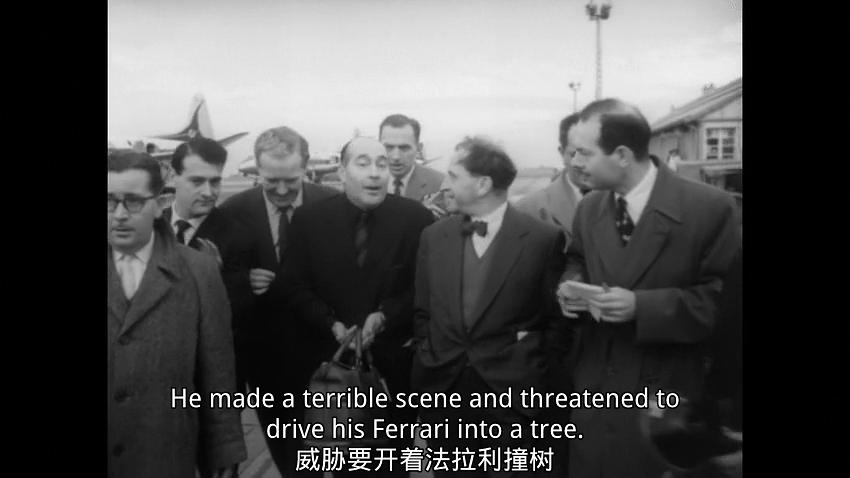 He made a terrible scene and threatened to
drive his Ferrari into a tree.
威胁要开着法拉利撞树